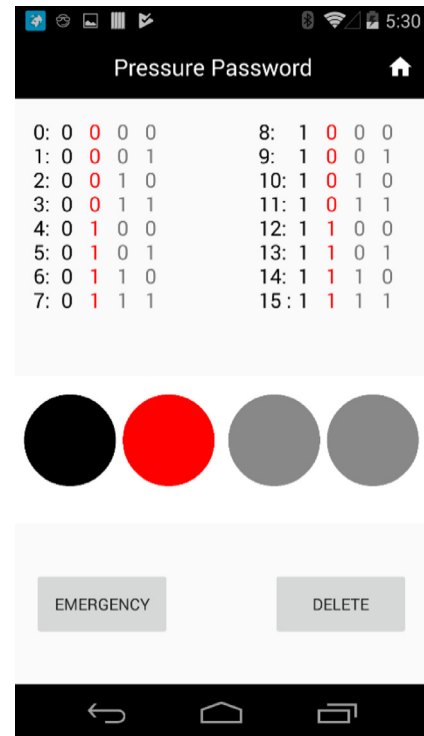 5:30
Pressure Password
0: 0 0 0 0
1: 0 0 0 1
2: 0 0 1 0
3: 0 0 1 1
4: 0 1 0 0
5: 0 1 0 1
6: 0 1 1 0
7: 0 1 1 1
8: 1 0 0 0
9: 1 0 0 1
10: 1 0 1 0
11: 1 0 1 1
12: 1 1 0 0
13: 1 1 0 1
14: 1 1 1 0
15 : 1 1 1 1
EMERGENCY
DELETE